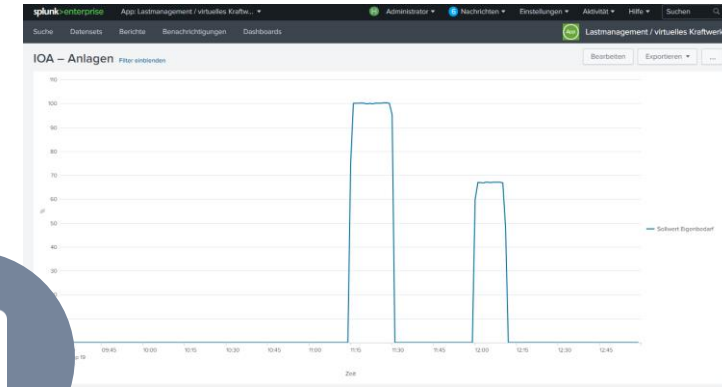 splunk>enterprise App: Lastmanagement / virtuelles Kraftw... Administrator Nachrichten Einstellungen Aktivität Hilfe Suchen
Suche Datensets Berichte Benachrichtigungen Dashboards App Lastmanagement / virtuelles Kraftwerk
IOA – Anlagen Filter einblenden Bearbeiten Exportieren ...
110
100
90
80
70
60
%
50
Sollwert Eigenbedarf
40
30
09:45 10:00 10:15 10:30 10:45 11:00 11:15 11:30 11:45 12:00 12:15 12:30 12:45
Zeit